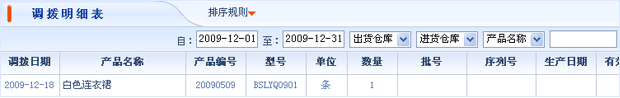 调拨明细表 排序规则
自: 2009-12-01 至: 2009-12-31 出货仓库 进货仓库 产品名称
调拨日期 产品名称 产品编号 型号 单位 数量 批号 序列号 生产日期 有
2009-12-18 白色连衣裙 20090509 BSLYQ0901 条 1